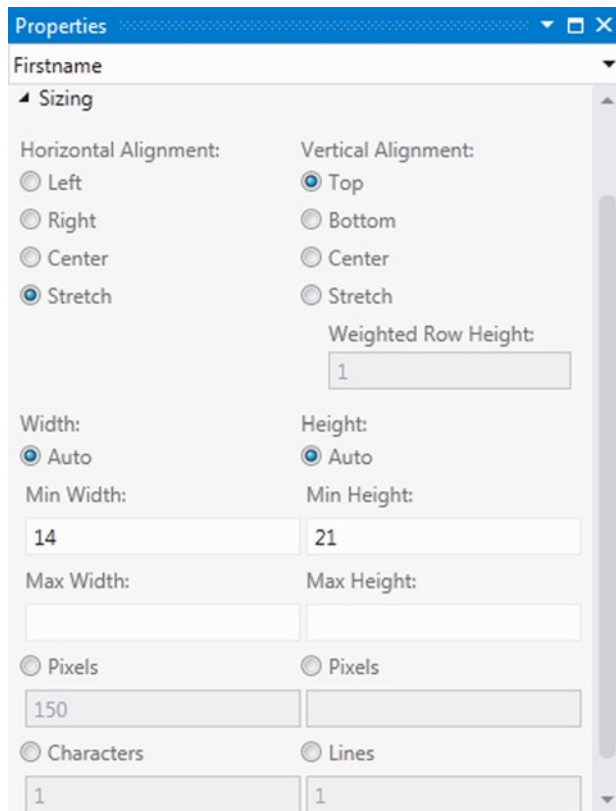 Properties
Firstname
Sizing
Horizontal Alignment: Vertical Alignment:
Left Top
Right Bottom
Center Center
Stretch Stretch
Weighted Row Height:
1
Width: Height:
Auto Auto
Min Width: Min Height:
14 21
Max Width: Max Height:
Pixels Pixels
150
Characters Lines
1 1